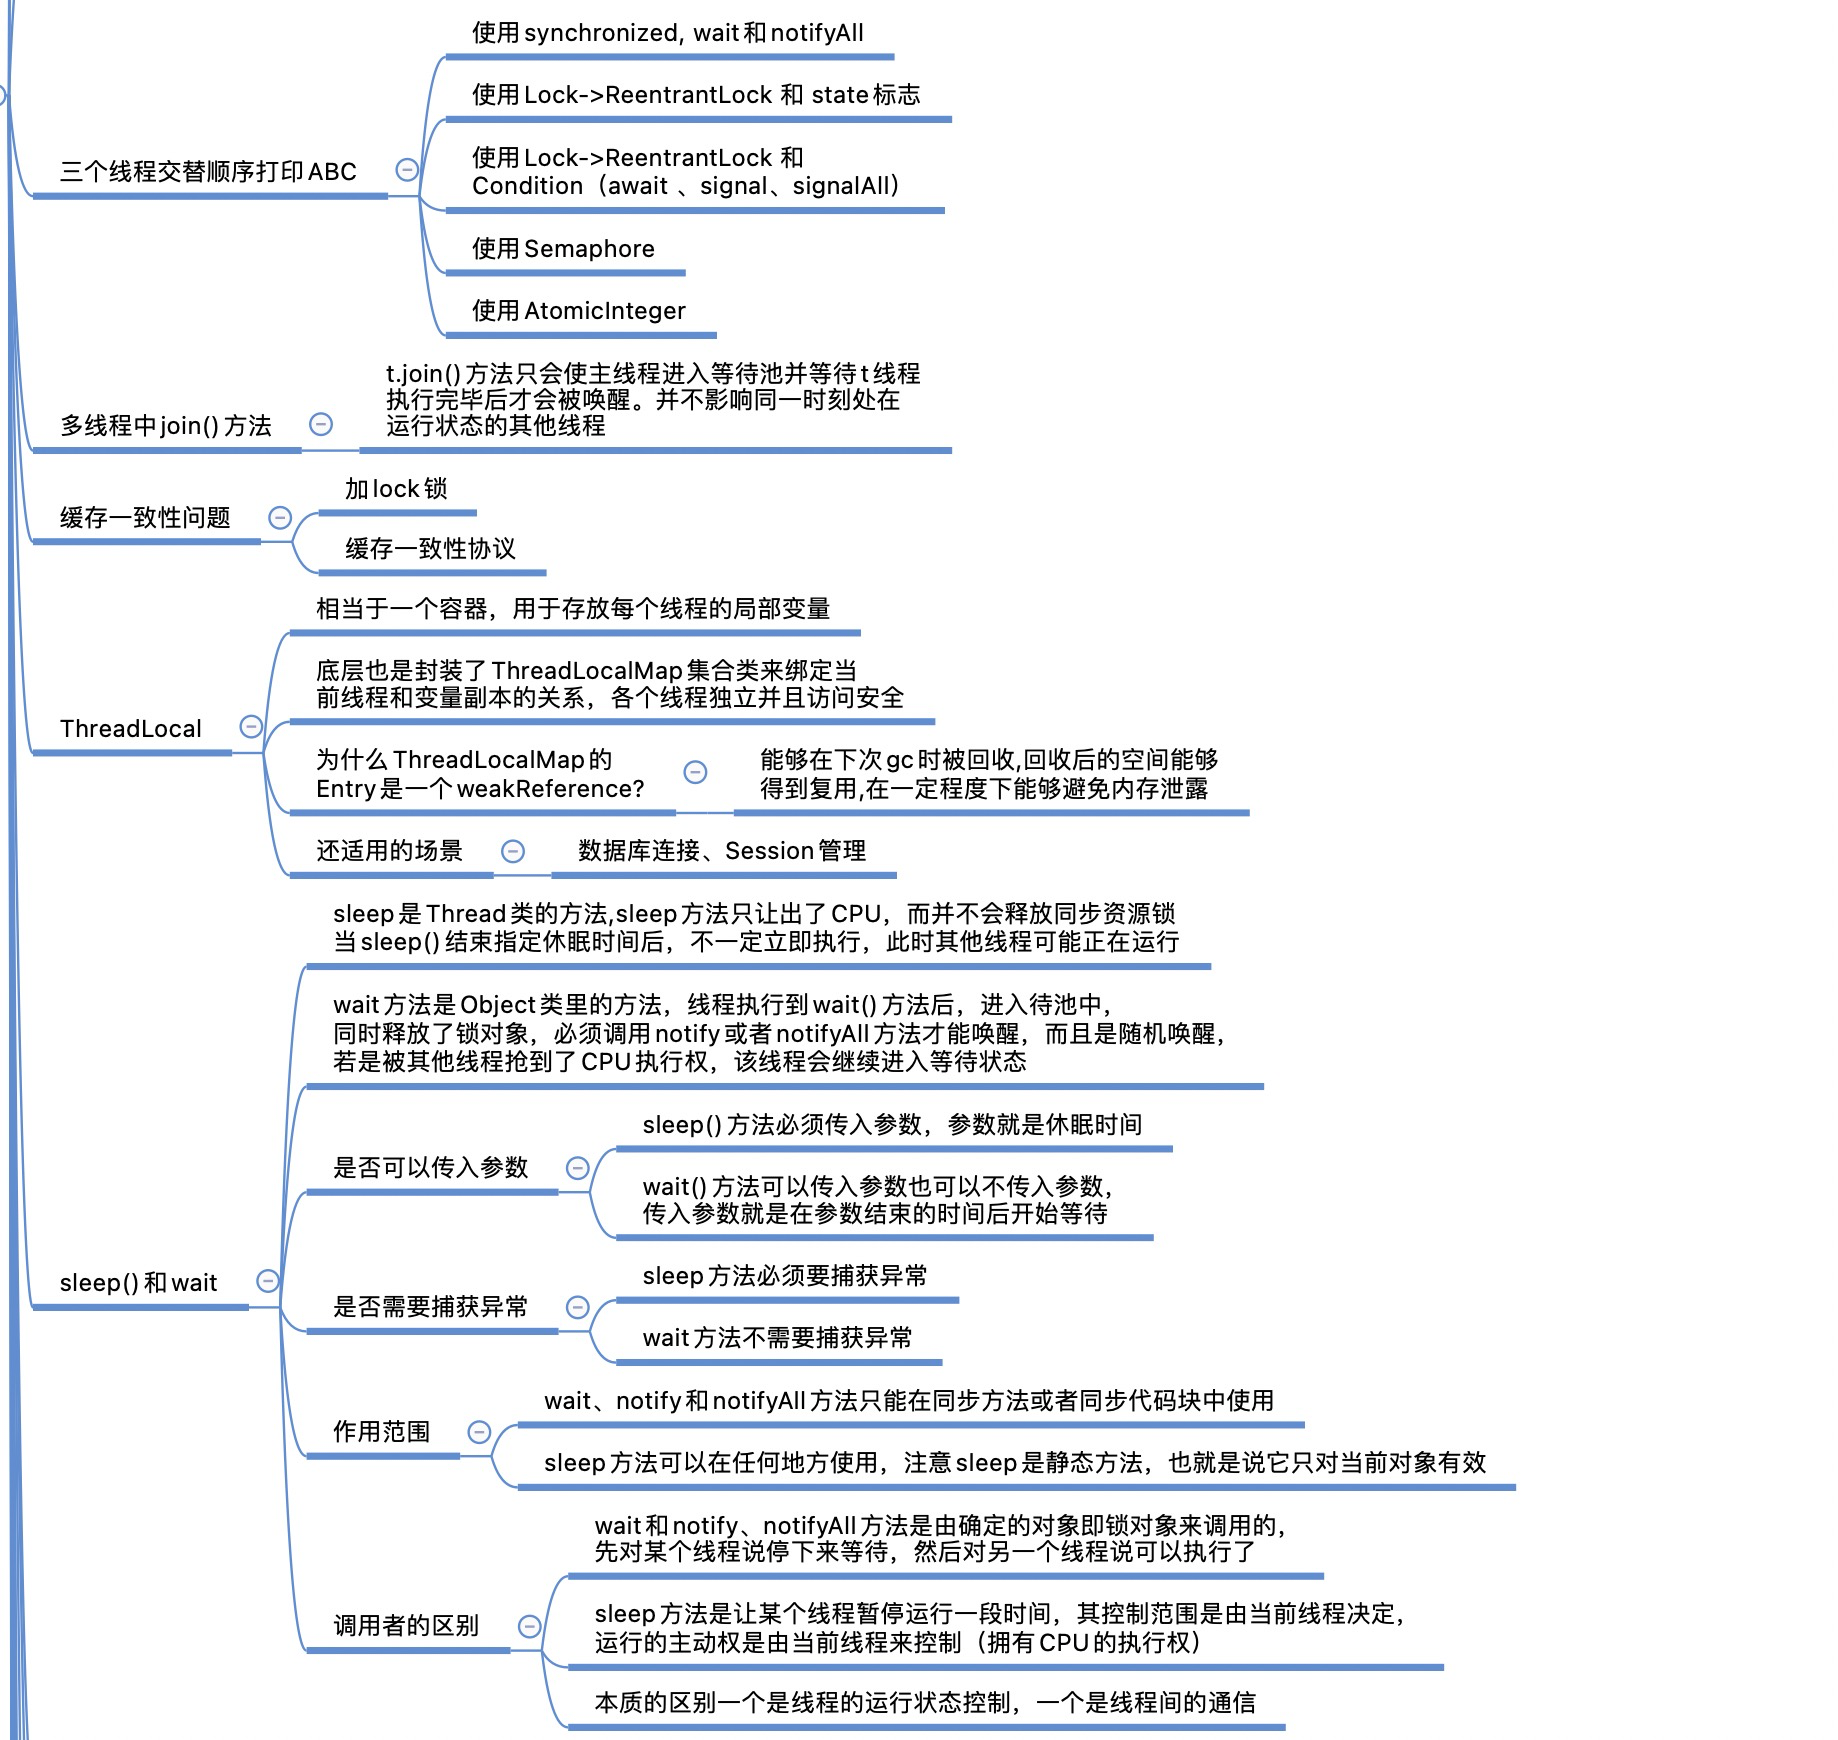 使用synchronized, wait和notifyAll
使用Lock->ReentrantLock 和 state标志
使用Lock->ReentrantLock 和
Condition（await 、signal、signalAll）
三个线程交替顺序打印ABC
使用Semaphore
使用AtomicInteger
t.join()方法只会使主线程进入等待池并等待t线程
执行完毕后才会被唤醒。并不影响同一时刻处在
运行状态的其他线程
多线程中join()方法
加lock锁
缓存一致性问题
缓存一致性协议
相当于一个容器，用于存放每个线程的局部变量
底层也是封装了ThreadLocalMap集合类来绑定当
前线程和变量副本的关系，各个线程独立并且访问安全
ThreadLocal
为什么ThreadLocalMap的
Entry是一个weakReference?
能够在下次gc时被回收,回收后的空间能够
得到复用,在一定程度下能够避免内存泄露
还适用的场景
数据库连接、Session管理
sleep是Thread类的方法,sleep方法只让出了CPU，而并不会释放同步资源锁
当sleep()结束指定休眠时间后，不一定立即执行，此时其他线程可能正在运行
wait方法是Object类里的方法，线程执行到wait()方法后，进入待池中，
同时释放了锁对象，必须调用notify或者notifyAll方法才能唤醒，而且是随机唤醒，
若是被其他线程抢到了CPU执行权，该线程会继续进入等待状态
是否可以传入参数
sleep()方法必须传入参数，参数就是休眠时间
wait()方法可以传入参数也可以不传入参数，
传入参数就是在参数结束的时间后开始等待
sleep()和wait
是否需要捕获异常
sleep方法必须要捕获异常
wait方法不需要捕获异常
作用范围
wait、notify和notifyAll方法只能在同步方法或者同步代码块中使用
sleep方法可以在任何地方使用，注意sleep是静态方法，也就是说它只对当前对象有效
调用者的区别
wait和notify、notifyAll方法是由确定的对象即锁对象来调用的，
先对某个线程说停下来等待，然后对另一个线程说可以执行了
sleep方法是让某个线程暂停运行一段时间，其控制范围是由当前线程决定，
运行的主动权是由当前线程来控制（拥有CPU的执行权）
本质的区别一个是线程的运行状态控制，一个是线程间的通信